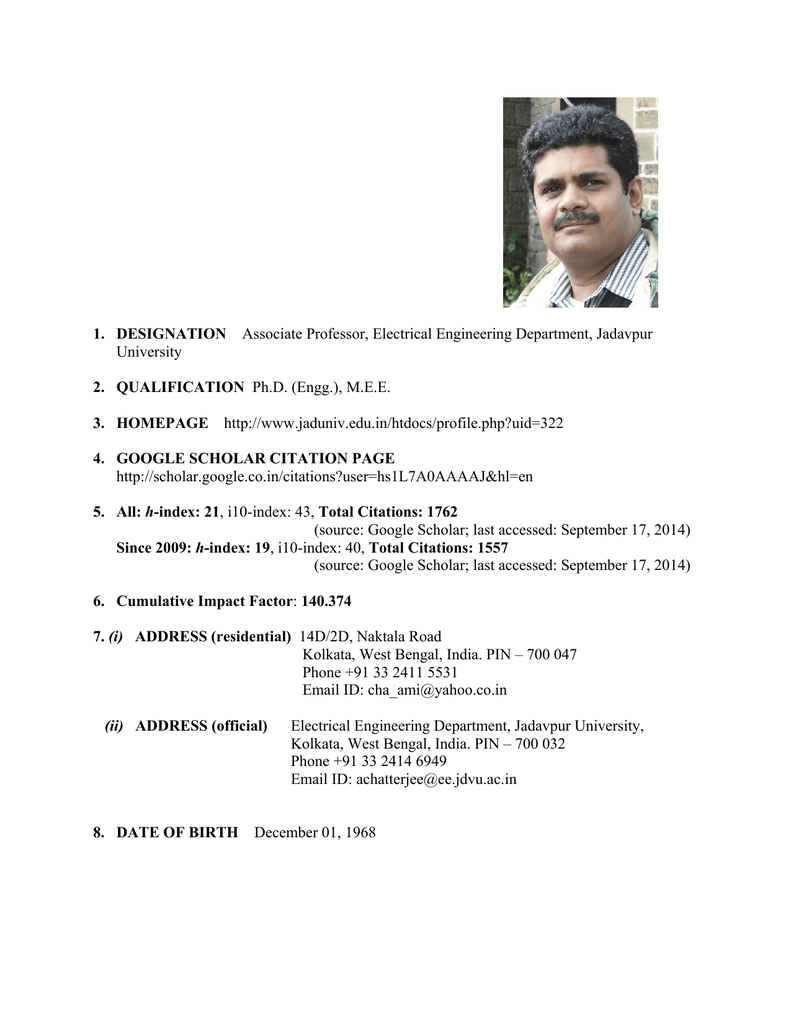 1. DESIGNATION Associate Professor, Electrical Engineering Department, Jadavpur
University
2. QUALIFICATION Ph.D. (Engg.), M.E.E.
3. HOMEPAGE http://www.jaduniv.edu.in/htdocs/profile.php?uid=322
4. GOOGLE SCHOLAR CITATION PAGE
http://scholar.google.co.in/citations?user=hs1L7A0AAAAJ&hl=en
5. All: h-index: 21, i10-index: 43, Total Citations: 1762
(source: Google Scholar; last accessed: September 17, 2014)
Since 2009: h-index: 19, i10-index: 40, Total Citations: 1557
(source: Google Scholar; last accessed: September 17, 2014)
6. Cumulative Impact Factor: 140.374
7. (i) ADDRESS (residential) 14D/2D, Naktala Road
Kolkata, West Bengal, India. PIN – 700 047
Phone +91 33 2411 5531
Email ID: cha_ami@yahoo.co.in
(ii) ADDRESS (official) Electrical Engineering Department, Jadavpur University,
Kolkata, West Bengal, India. PIN – 700 032
Phone +91 33 2414 6949
Email ID: achatterjee@ee.jdvu.ac.in
8. DATE OF BIRTH December 01, 1968